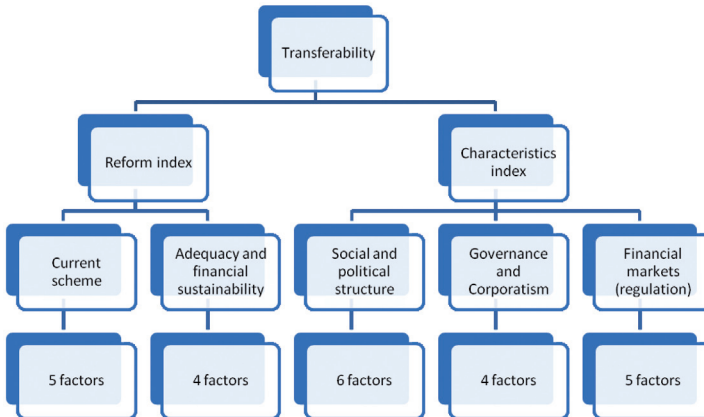 Transferability
Reform index
Characteristics
index
Current
scheme
Adequacy and
financial
sustainability
Social and
political
structure
Governance
and
Corporatism
Financial
markets
(regulation)
5 factors
4 factors
6 factors
4 factors
5 factors